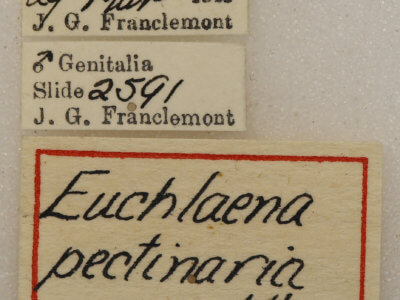 J. G. Franclemont
♂ Genitalia
Slide 2591
J. G. Franclemont
Euchlaena
pectinaria